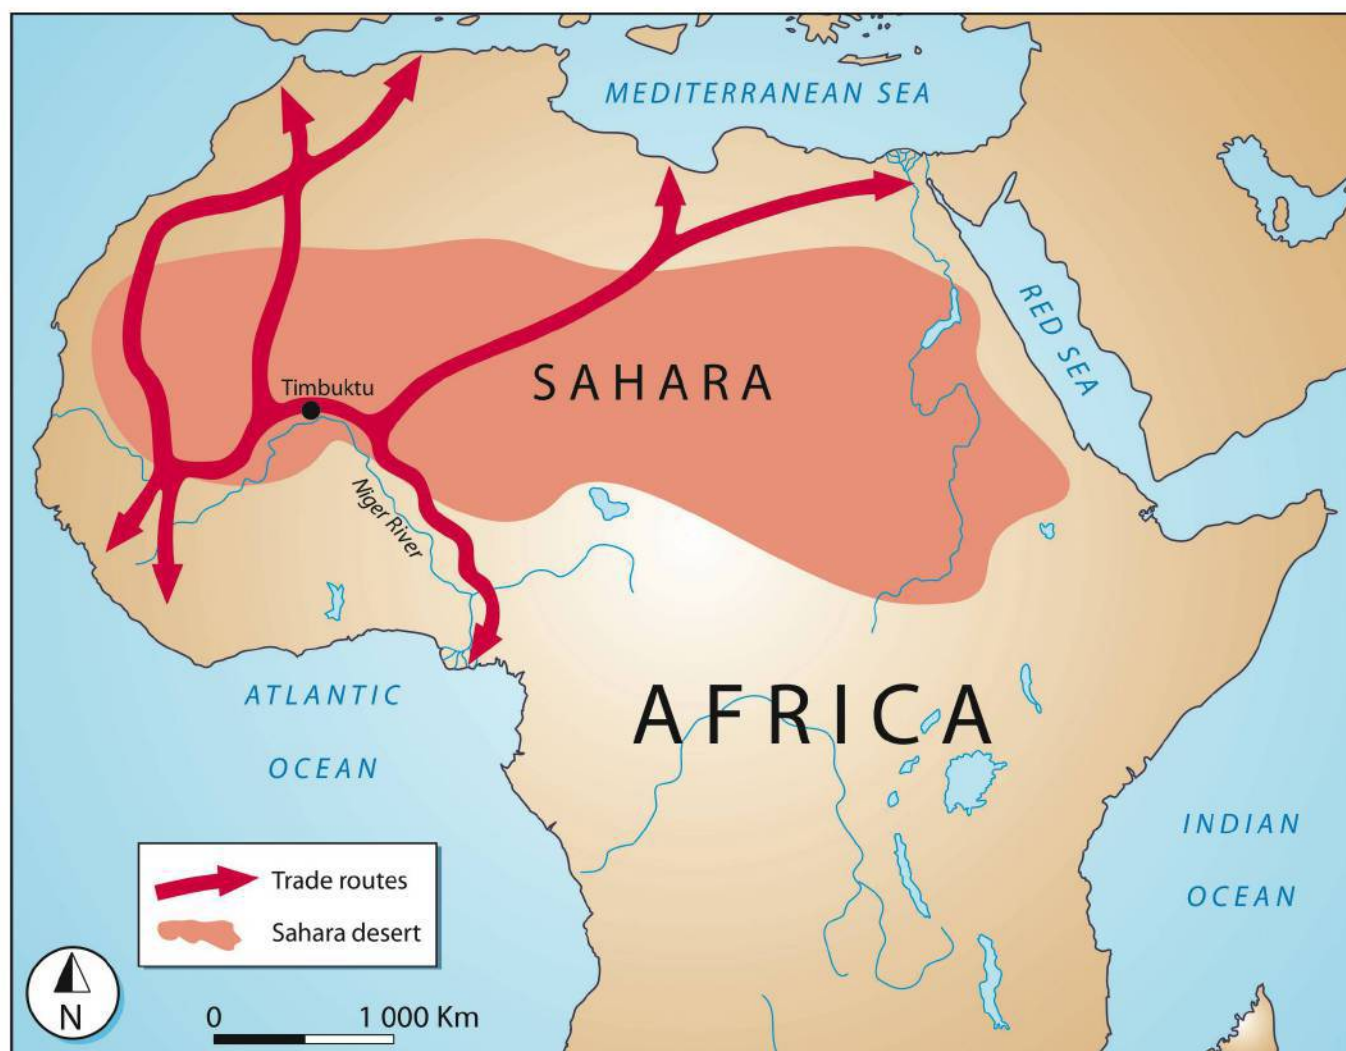 MEDITERRANEAN SEA
RED SEA
Timbuktu
SAHARA
Niger River
AFRICA
ATLANTIC
OCEAN
INDIAN
OCEAN
Trade routes
Sahara desert
N
0 1 000 Km